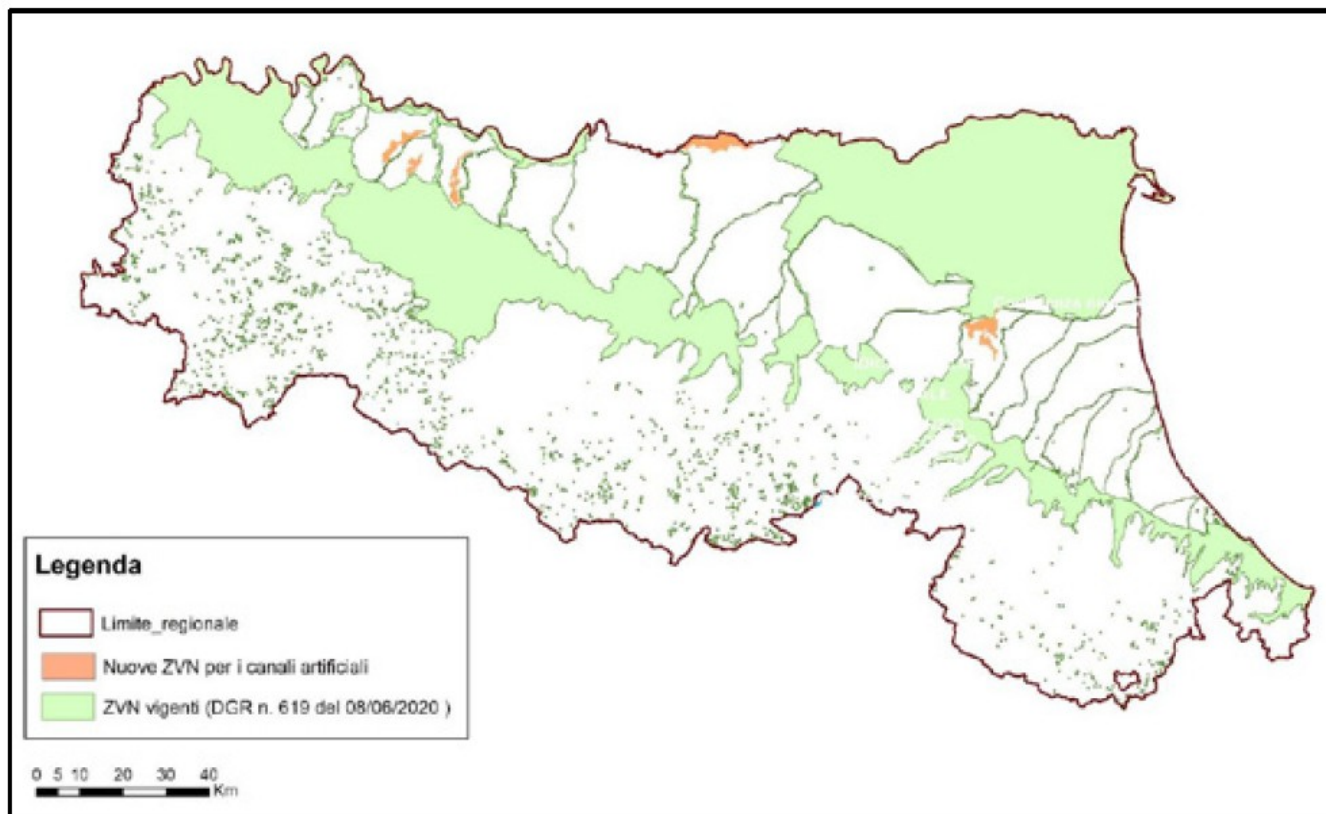 Legenda
Limite_regionale
Nuove ZVN per i canali artificiali
ZVN vigenti (DGR n. 619 del 08/06/2020 )
0 5 10 20 30 40
Km